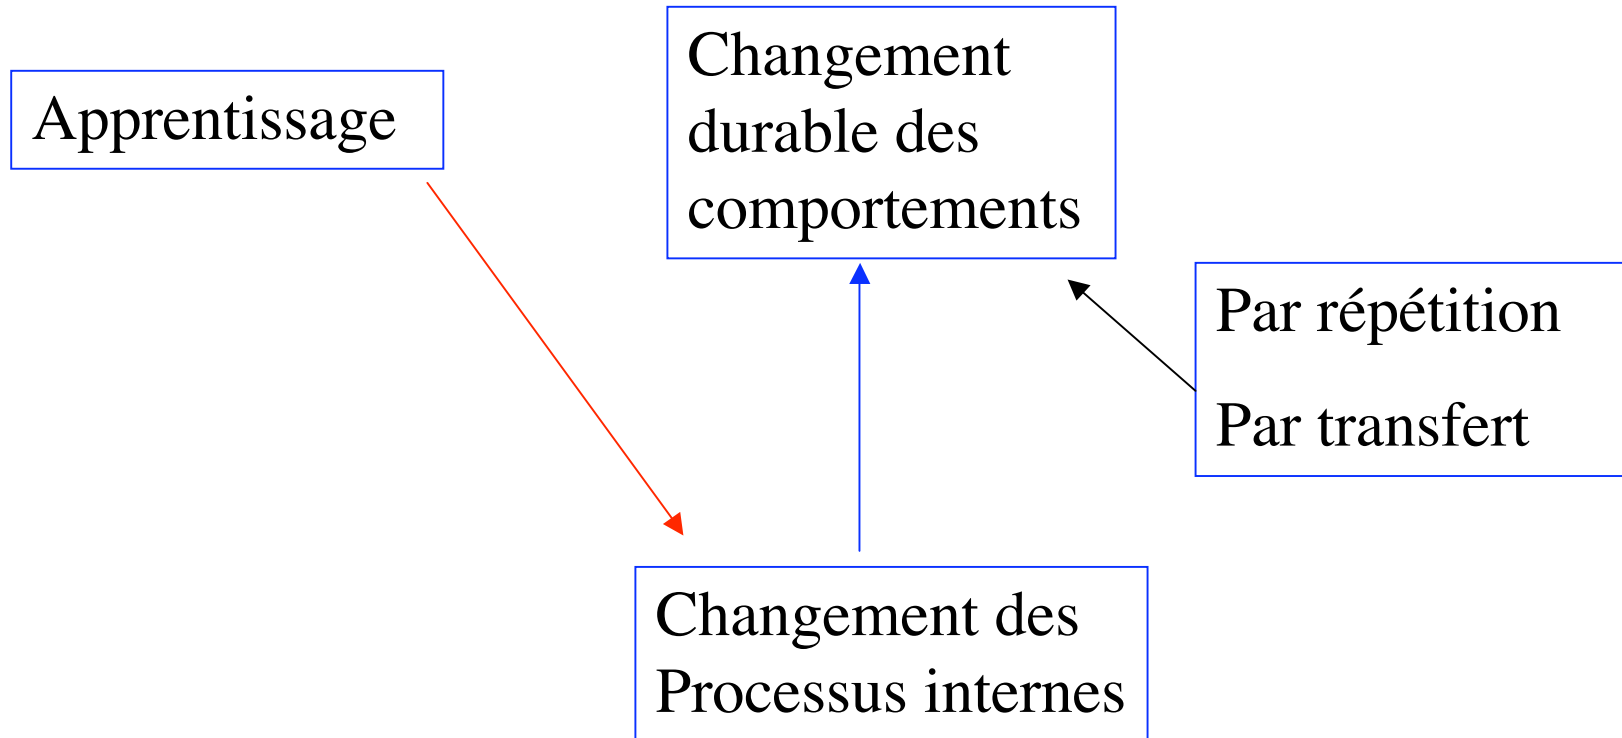 Apprentissage
Changement
durable des
comportements
Par répétition
Par transfert
Changement des
Processus internes